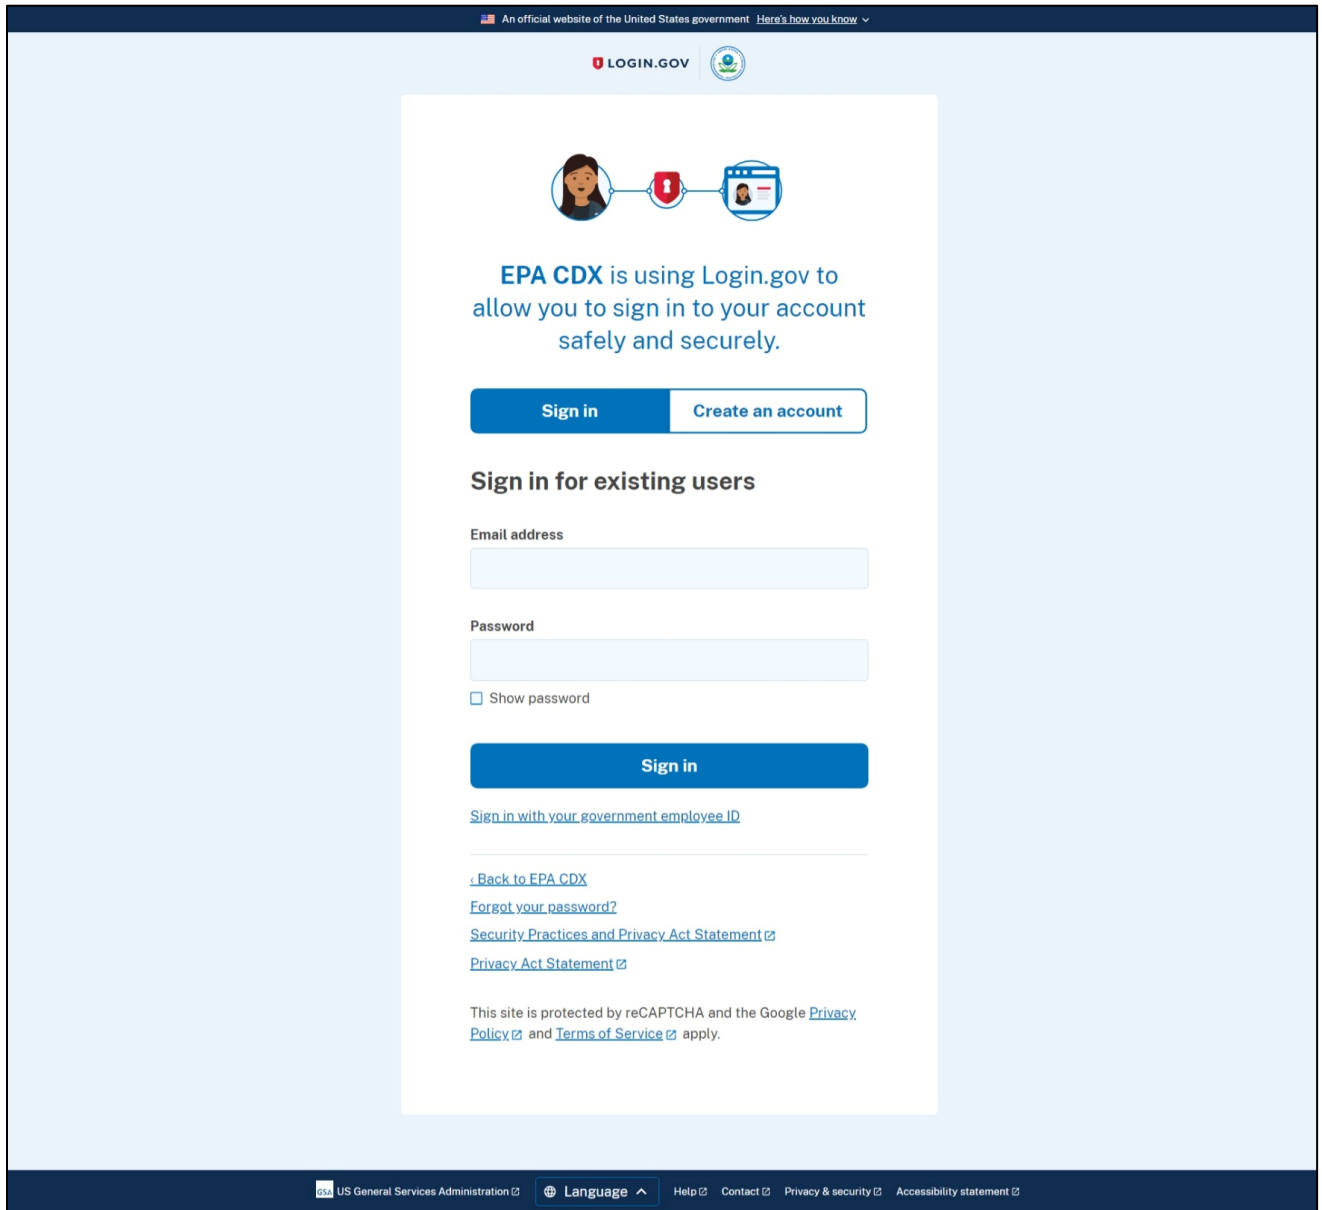 An official website of the United States government Here's how you know
LOGIN.GOV
EPA CDX is using Login.gov to
allow you to sign in to your account
safely and securely.
Sign in Create an account
Sign in for existing users
Email address
Password
Show password
Sign in
Sign in with your government employee ID
‹ Back to EPA CDX
Forgot your password?
Security Practices and Privacy Act Statement
Privacy Act Statement
This site is protected by reCAPTCHA and the Google Privacy
Policy and Terms of Service apply.
GSA US General Services Administration Language Help Contact Privacy & security Accessibility statement